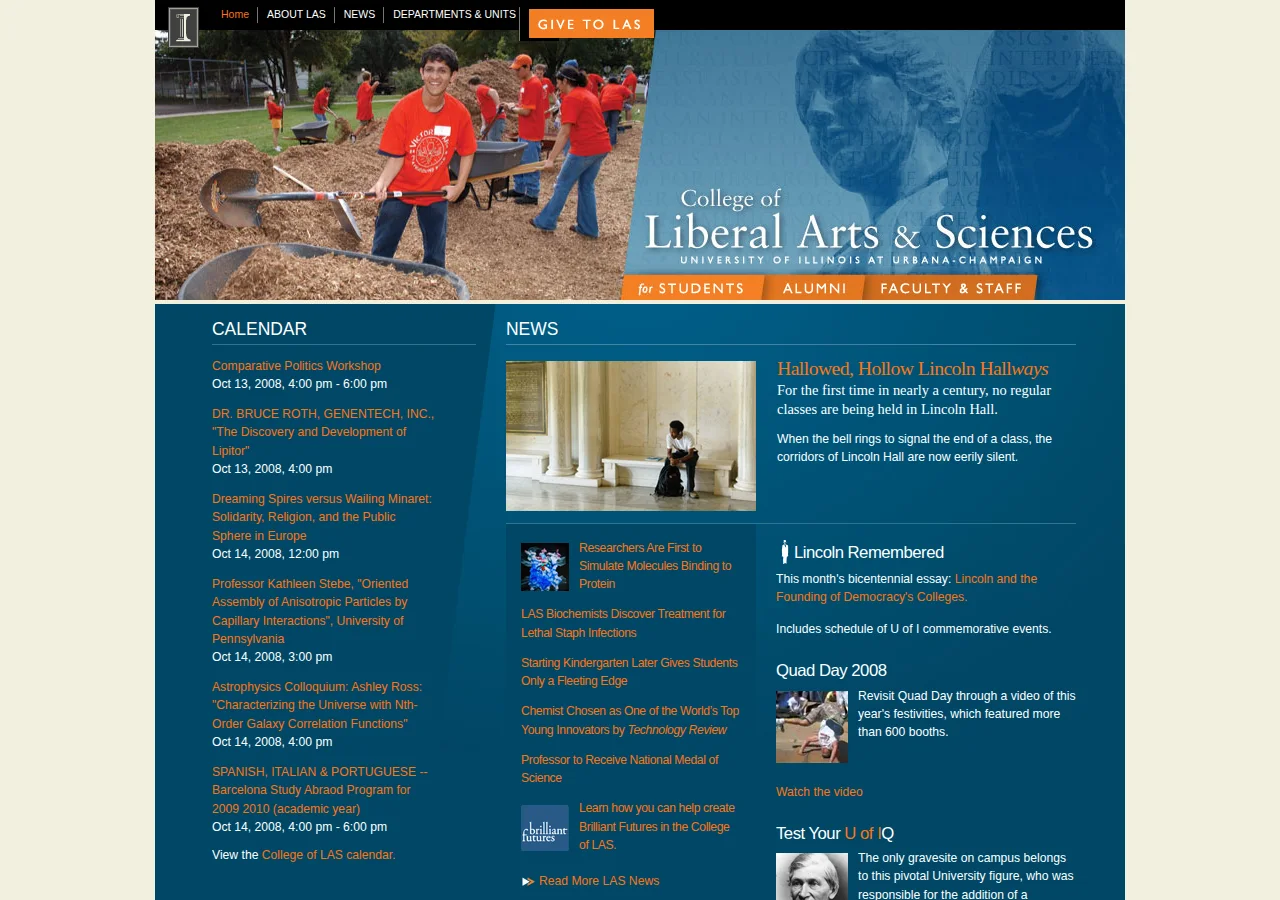 Home
ABOUT LAS
NEWS
DEPARTMENTS & UNITS
GIVE TO LAS
College of
Liberal Arts & Sciences
UNIVERSITY OF ILLINOIS AT URBANA-CHAMPAIGN
for STUDENTS
ALUMNI
FACULTY & STAFF
CALENDAR
Comparative Politics Workshop
Oct 13, 2008, 4:00 pm - 6:00 pm
DR. BRUCE ROTH, GENENTECH, INC.,
"The Discovery and Development of
Lipitor"
Oct 13, 2008, 4:00 pm
Dreaming Spires versus Wailing Minaret:
Solidarity, Religion, and the Public
Sphere in Europe
Oct 14, 2008, 12:00 pm
Professor Kathleen Stebe, "Oriented
Assembly of Anisotropic Particles by
Capillary Interactions", University of
Pennsylvania
Oct 14, 2008, 3:00 pm
Astrophysics Colloquium: Ashley Ross:
"Characterizing the Universe with Nth-
Order Galaxy Correlation Functions"
Oct 14, 2008, 4:00 pm
SPANISH, ITALIAN & PORTUGUESE --
Barcelona Study Abraod Program for
2009 2010 (academic year)
Oct 14, 2008, 4:00 pm - 6:00 pm
View the College of LAS calendar.
NEWS
Hallowed, Hollow Lincoln Hallways
For the first time in nearly a century, no regular
classes are being held in Lincoln Hall.
When the bell rings to signal the end of a class, the
corridors of Lincoln Hall are now eerily silent.
Researchers Are First to
Simulate Molecules Binding to
Protein
LAS Biochemists Discover Treatment for
Lethal Staph Infections
Starting Kindergarten Later Gives Students
Only a Fleeting Edge
Chemist Chosen as One of the World's Top
Young Innovators by Technology Review
Professor to Receive National Medal of
Science
brilliant
futures
Learn how you can help create
Brilliant Futures in the College
of LAS.
Read More LAS News
Lincoln Remembered
This month's bicentennial essay: Lincoln and the
Founding of Democracy's Colleges.
Includes schedule of U of I commemorative events.
Quad Day 2008
Revisit Quad Day through a video of this
year's festivities, which featured more
than 600 booths.
Watch the video
Test Your U of IQ
The only gravesite on campus belongs
to this pivotal University figure, who was
responsible for the addition of a